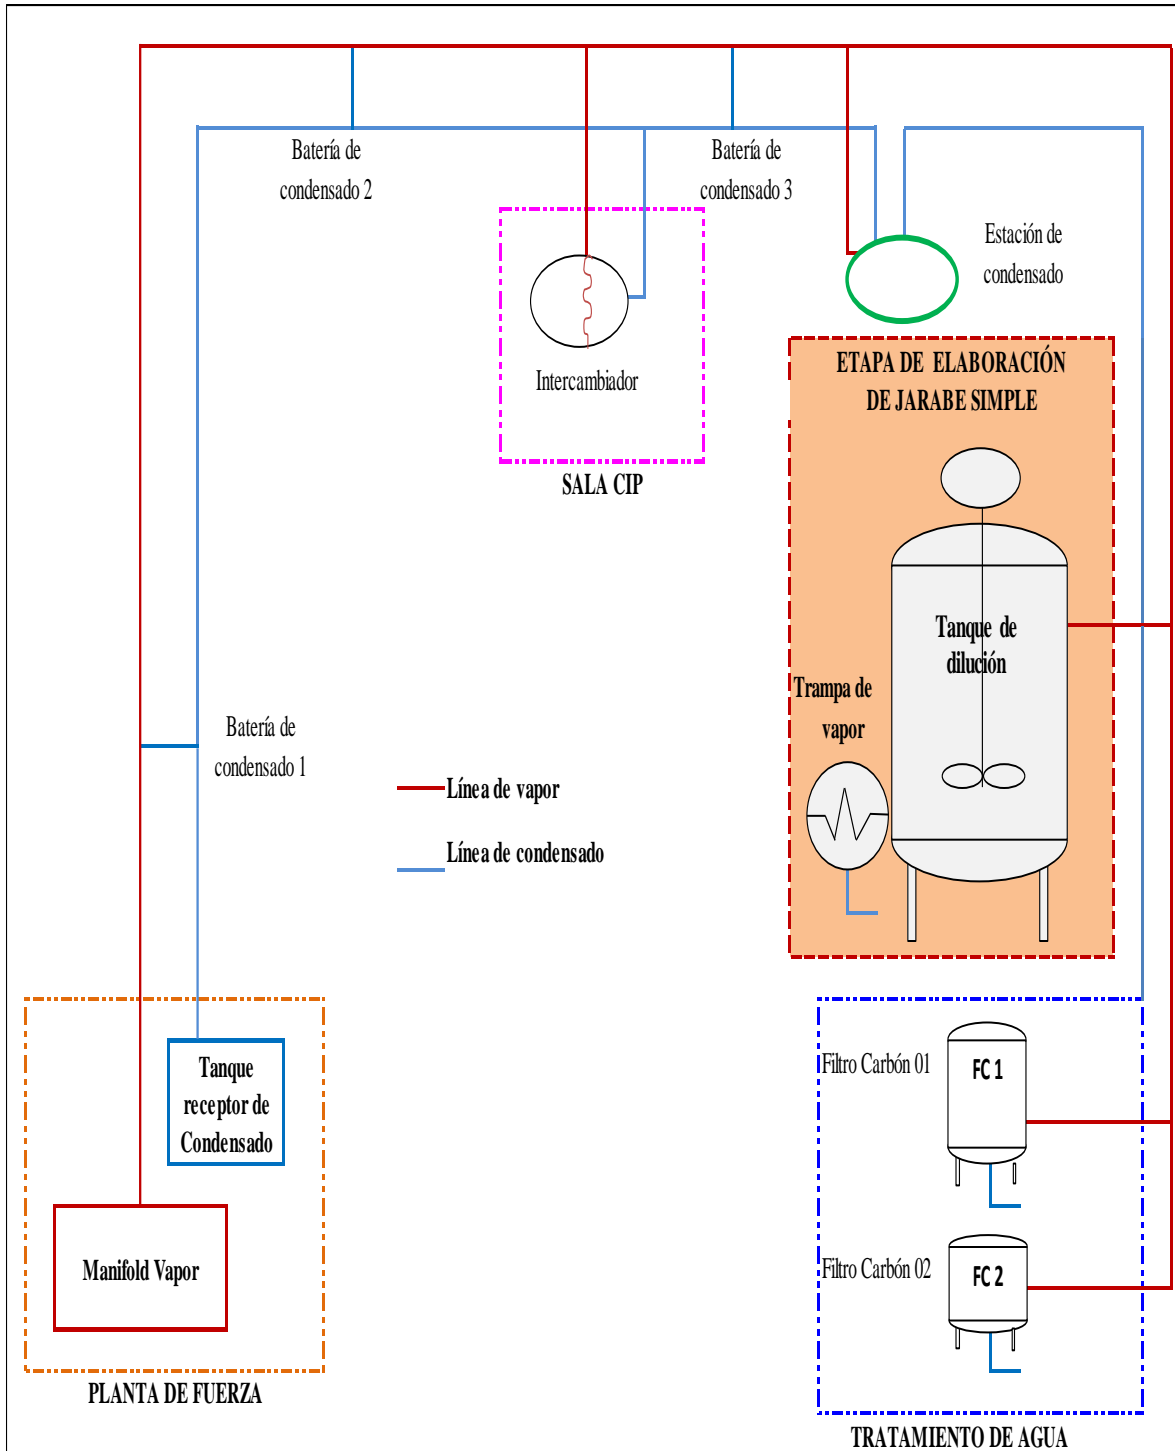 Batería de
condensado 2
Batería de
condensado 3
Estación de
condensado
Intercambiador
SALA CIP
ETAPA DE ELABORACIÓN
DE JARABE SIMPLE
Tanque de
dilución
Trampa de
vapor
Batería de
condensado 1
Línea de vapor
Línea de condensado
Tanque
receptor de
Condensado
Manifold Vapor
PLANTA DE FUERZA
Filtro Carbón 01
FC 1
Filtro Carbón 02
FC 2
TRATAMIENTO DE AGUA